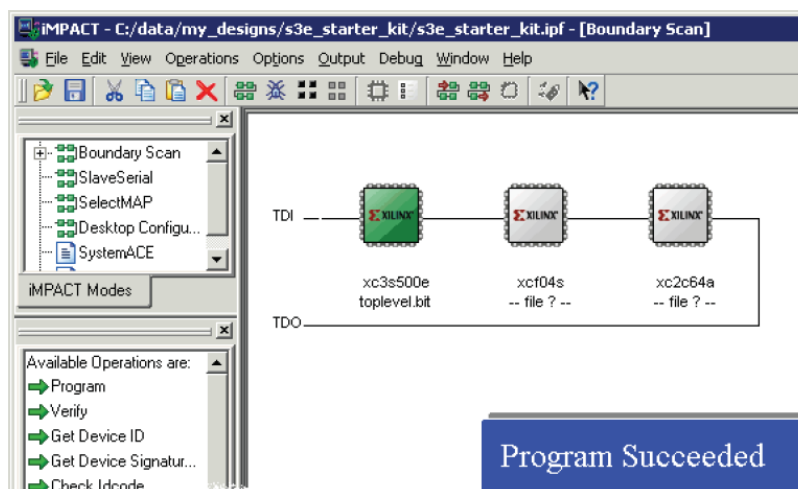 iMPACT - C:/data/my_designs/s3e_starter_kit/s3e_starter_kit.ipf - [Boundary Scan]
File Edit View Operations Options Output Debug Window Help
Boundary Scan
SlaveSerial
SelectMAP
Desktop Configu...
SystemACE
iMPACT Modes
TDI
XILINX
XILINX
XILINX
xc3s500e
toplevel.bit
xcf04s
-- file ? --
xc2c64a
-- file ? --
TDO
Available Operations are:
Program
Verify
Get Device ID
Get Device Signatur...
Check Idcode
Program Succeeded